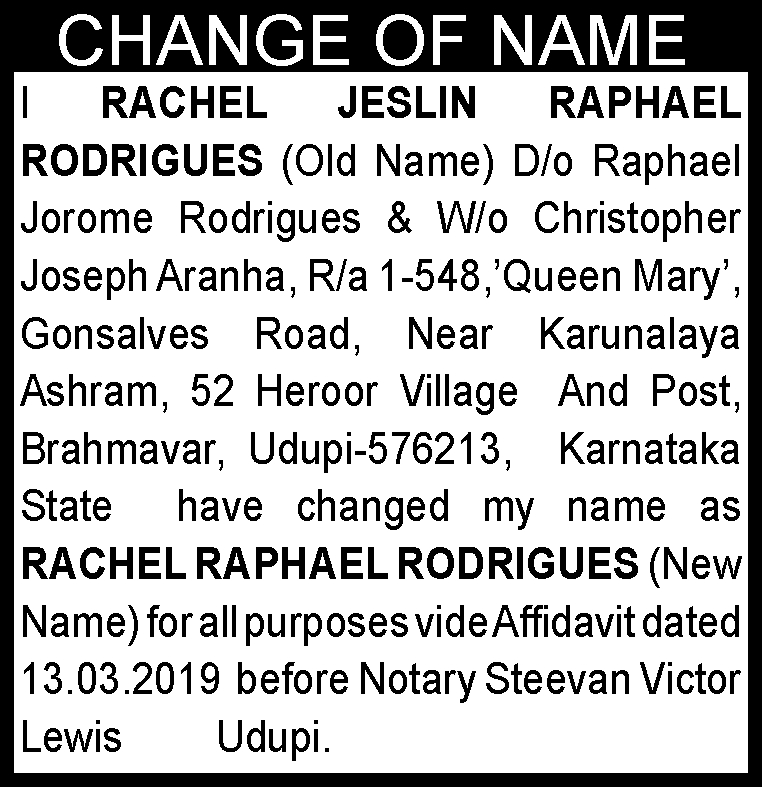 CHANGE OF NAME
I RACHEL JESLIN RAPHAEL
RODRIGUES (Old Name) D/o Raphael
Jorome Rodrigues & W/o Christopher
Joseph Aranha, R/a 1-548,’Queen Mary’,
Gonsalves Road, Near Karunalaya
Ashram, 52 Heroor Village And Post,
Brahmavar, Udupi-576213, Karnataka
State have changed my name as
RACHEL RAPHAEL RODRIGUES (New
Name) for all purposes vide Affidavit dated
13.03.2019 before Notary Steevan Victor
Lewis Udupi.